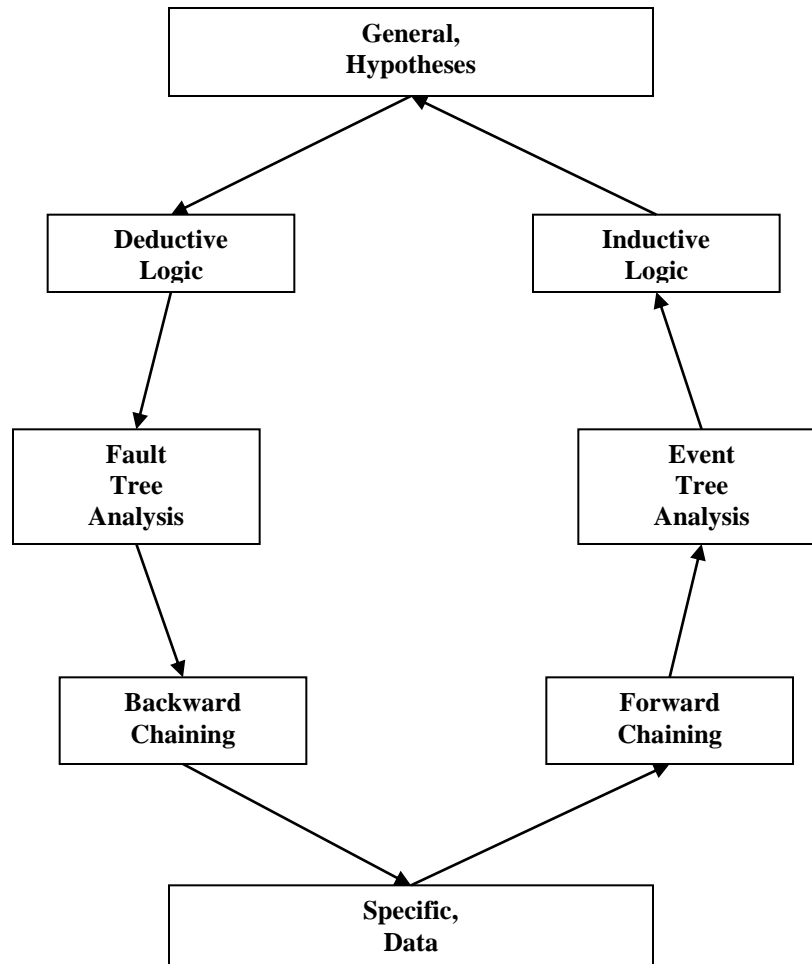 General,
Hypotheses
Deductive
Logic
Inductive
Logic
Fault
Tree
Analysis
Event
Tree
Analysis
Backward
Chaining
Forward
Chaining
Specific,
Data